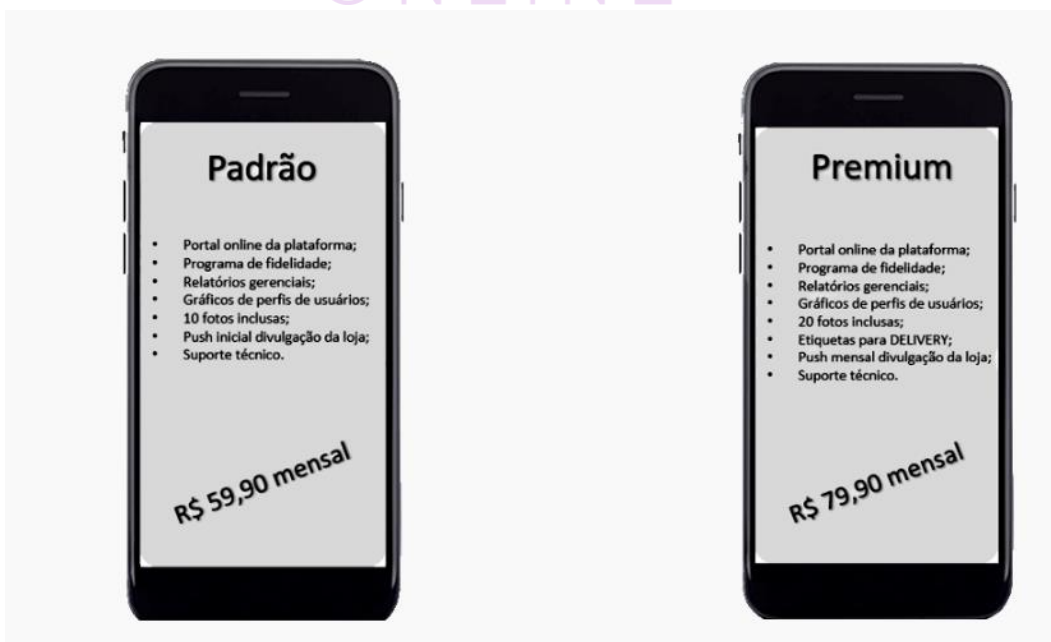 ONLINE
Padrão
• Portal online da plataforma;
• Programa de fidelidade;
• Relatórios gerenciais;
• Gráficos de perfis de usuários;
• 10 fotos inclusas;
• Push inicial divulgação da loja;
• Suporte técnico.
R$ 59,90 mensal
Premium
• Portal online da plataforma;
• Programa de fidelidade;
• Relatórios gerenciais;
• Gráficos de perfis de usuários;
• 20 fotos inclusas;
• Etiquetas para DELIVERY;
• Push mensal divulgação da loja;
• Suporte técnico.
R$ 79,90 mensal